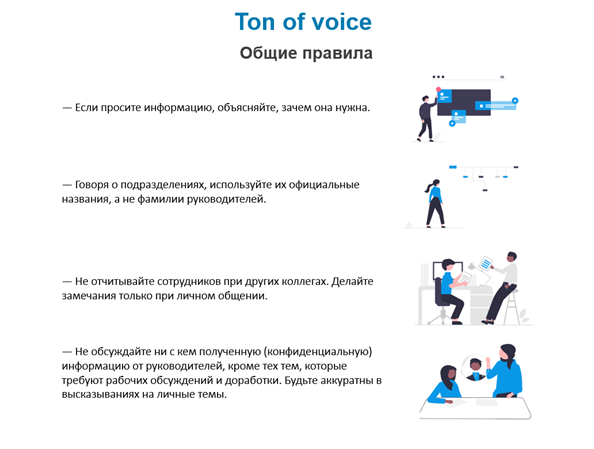 Ton of voice
Общие правила
— Если просите информацию, объясняйте, зачем она нужна.
— Говоря о подразделениях, используйте их официальные
названия, а не фамилии руководителей.
— Не отчитывайте сотрудников при других коллегах. Делайте
замечания только при личном общении.
— Не обсуждайте ни с кем полученную (конфиденциальную)
информацию от руководителей, кроме тех тем, которые
требуют рабочих обсуждений и доработки. Будьте аккуратны в
высказываниях на личные темы.